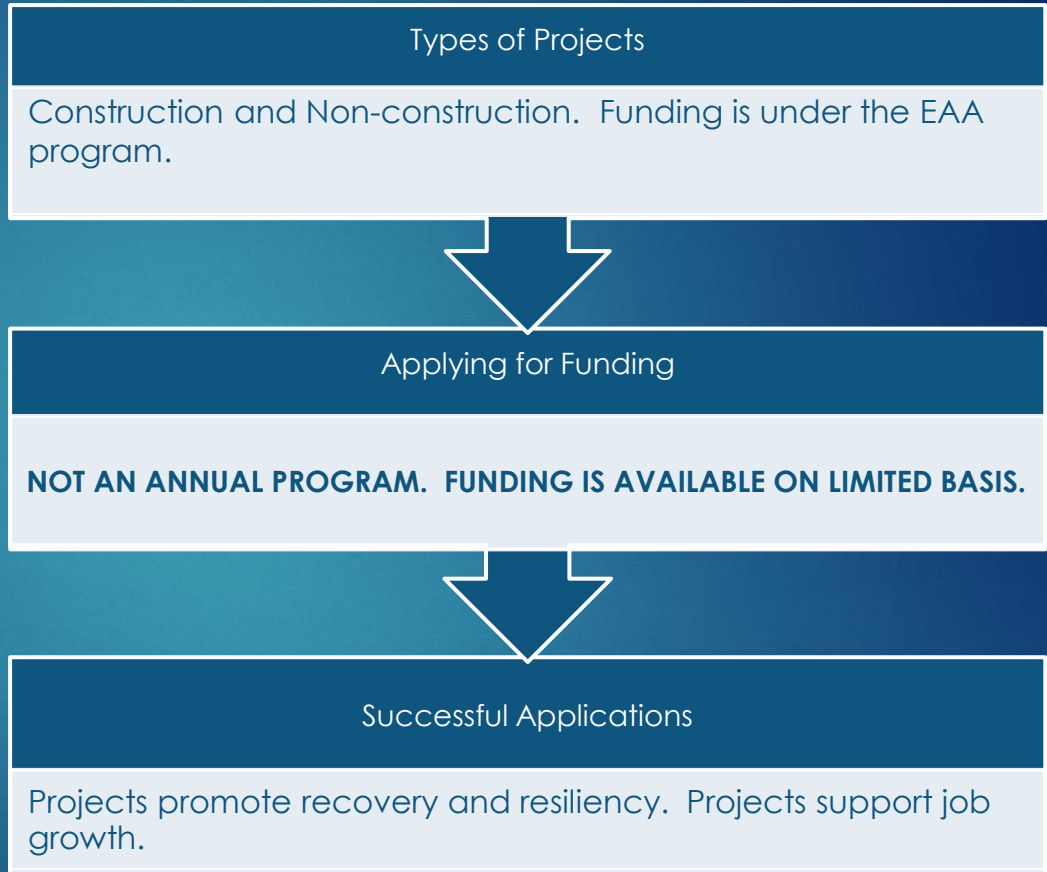 Types of Projects
Construction and Non-construction.  Funding is under the EAA
program.
Applying for Funding
NOT AN ANNUAL PROGRAM.  FUNDING IS AVAILABLE ON LIMITED BASIS.
Successful Applications
Projects promote recovery and resiliency.  Projects support job
growth.